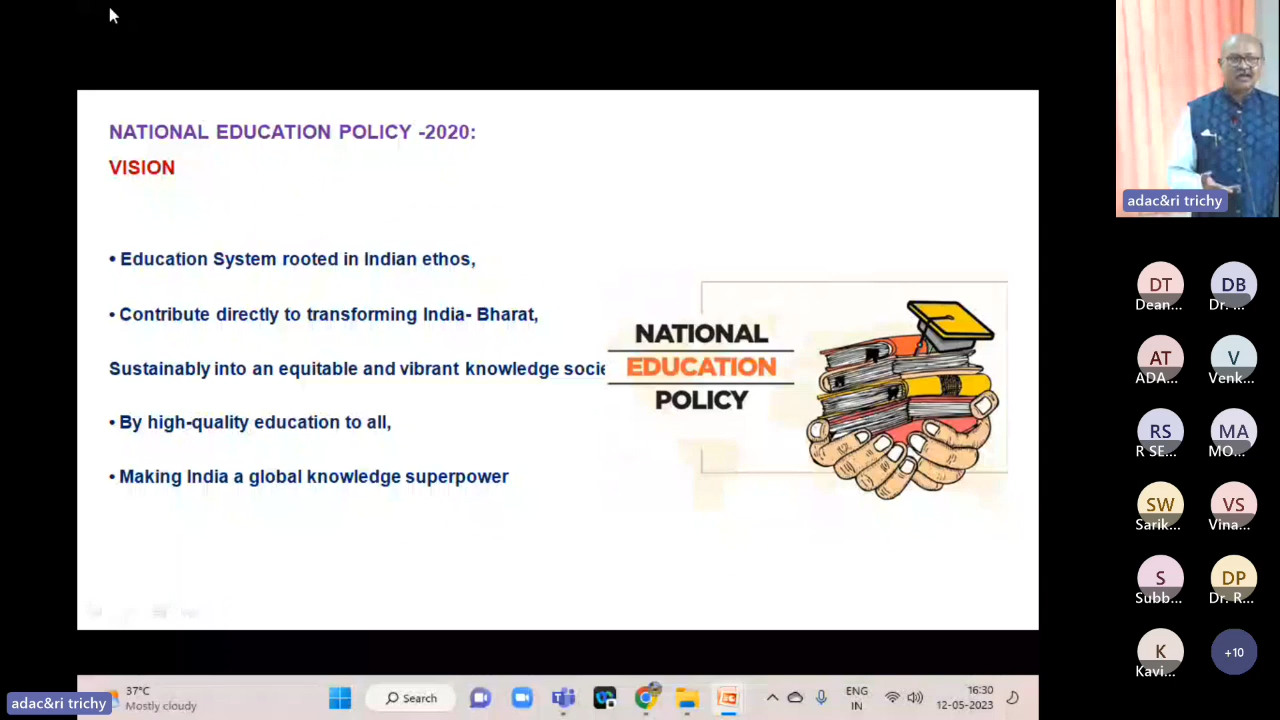 NATIONAL EDUCATION POLICY -2020:
VISION
• Education System rooted in Indian ethos,
• Contribute directly to transforming India- Bharat,
Sustainably into an equitable and vibrant knowledge socie
• By high-quality education to all,
• Making India a global knowledge superpower
NATIONAL
EDUCATION
POLICY
adac&ri trichy
DT
DB
Dean...
Dr. ...
AT
V
ADA...
Venk...
RS
MA
R SE...
MO...
SW
VS
Sarik...
Vina...
S
DP
Subb...
Dr. R...
K
+10
Kavi...
adac&ri trichy
37°C
Mostly cloudy
Search
ENG
IN
16:30
12-05-2023